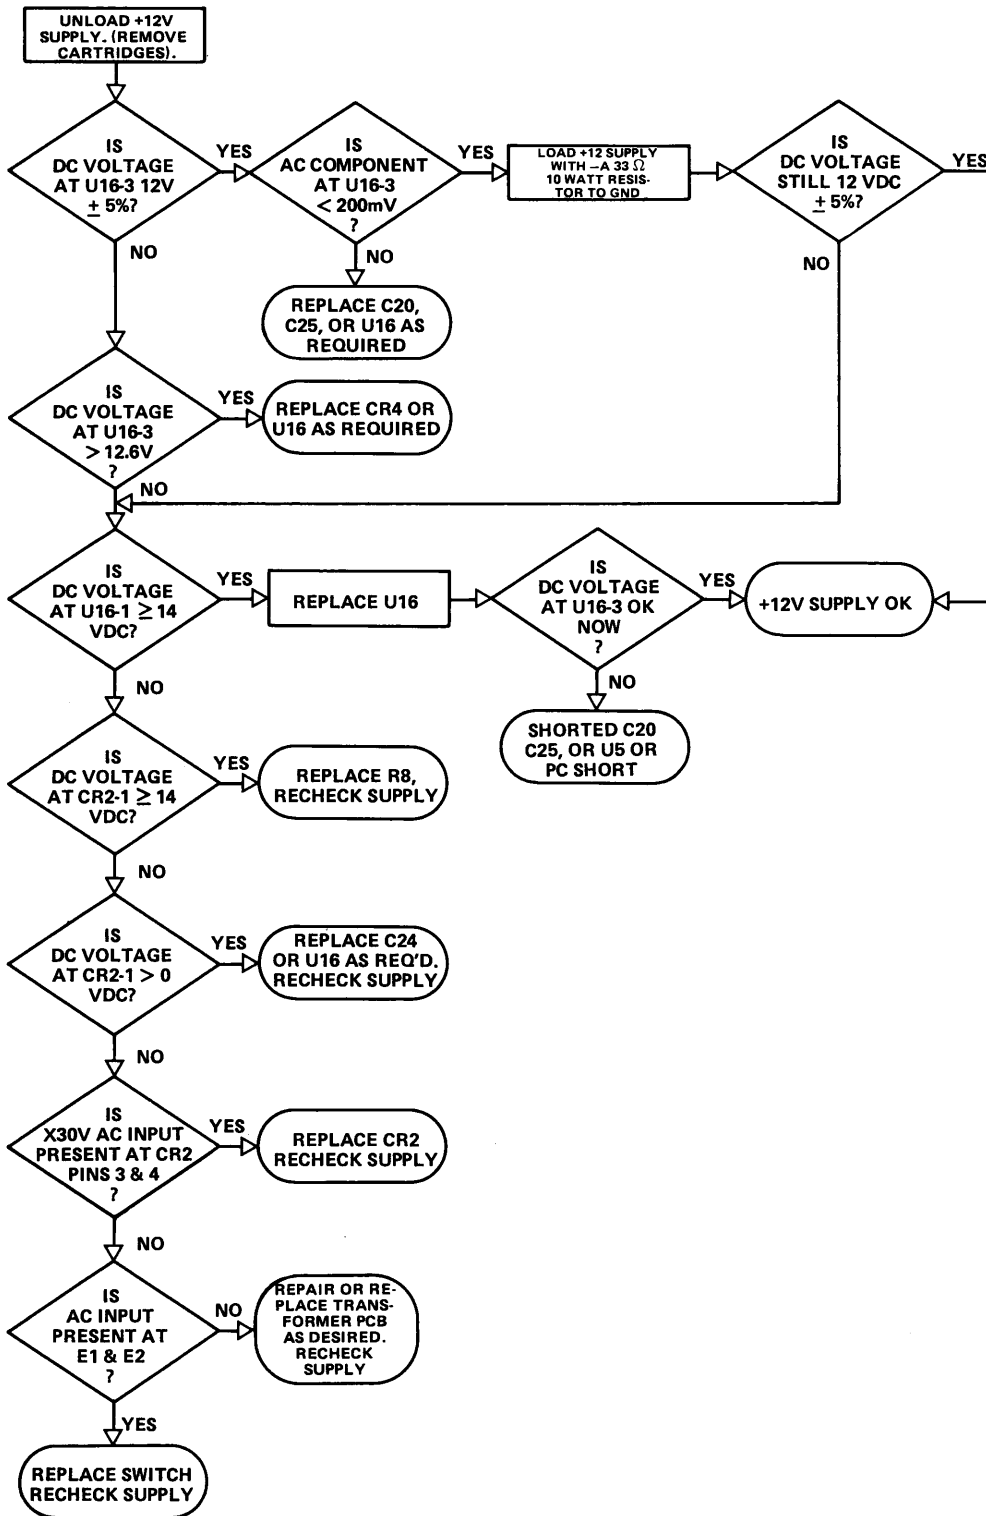 UNLOAD +12V
SUPPLY. (REMOVE
CARTRIDGES).
IS
DC VOLTAGE
AT U16-3 12V
± 5%?
YES
NO
IS
AC COMPONENT
AT U16-3
< 200mV
?
YES
NO
LOAD +12 SUPPLY
WITH –A 33 Ω
10 WATT RESIS-
TOR TO GND
IS
DC VOLTAGE
STILL 12 VDC
± 5%?
YES
NO
REPLACE C20,
C25, OR U16 AS
REQUIRED
IS
DC VOLTAGE
AT U16-3
> 12.6V
?
YES
NO
REPLACE CR4 OR
U16 AS REQUIRED
IS
DC VOLTAGE
AT U16-1 ≥ 14
VDC?
YES
NO
REPLACE U16
IS
DC VOLTAGE
AT U16-3 OK
NOW
?
YES
NO
+12V SUPPLY OK
SHORTED C20
C25, OR U5 OR
PC SHORT
IS
DC VOLTAGE
AT CR2-1 ≥ 14
VDC?
YES
NO
REPLACE R8,
RECHECK SUPPLY
IS
DC VOLTAGE
AT CR2-1 > 0
VDC?
YES
NO
REPLACE C24
OR U16 AS REQ'D.
RECHECK SUPPLY
IS
X30V AC INPUT
PRESENT AT CR2
PINS 3 & 4
?
YES
NO
REPLACE CR2
RECHECK SUPPLY
IS
AC INPUT
PRESENT AT
E1 & E2
?
NO
YES
REPAIR OR RE-
PLACE TRANS-
FORMER PCB
AS DESIRED.
RECHECK
SUPPLY
REPLACE SWITCH
RECHECK SUPPLY